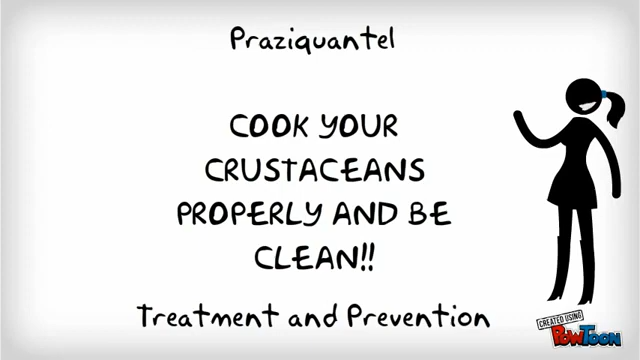 Praziquantel
COOK YOUR
CRUSTACEANS
PROPERLY AND BE
CLEAN!!
Treatment and Prevention
CREATED USING
POWTOON